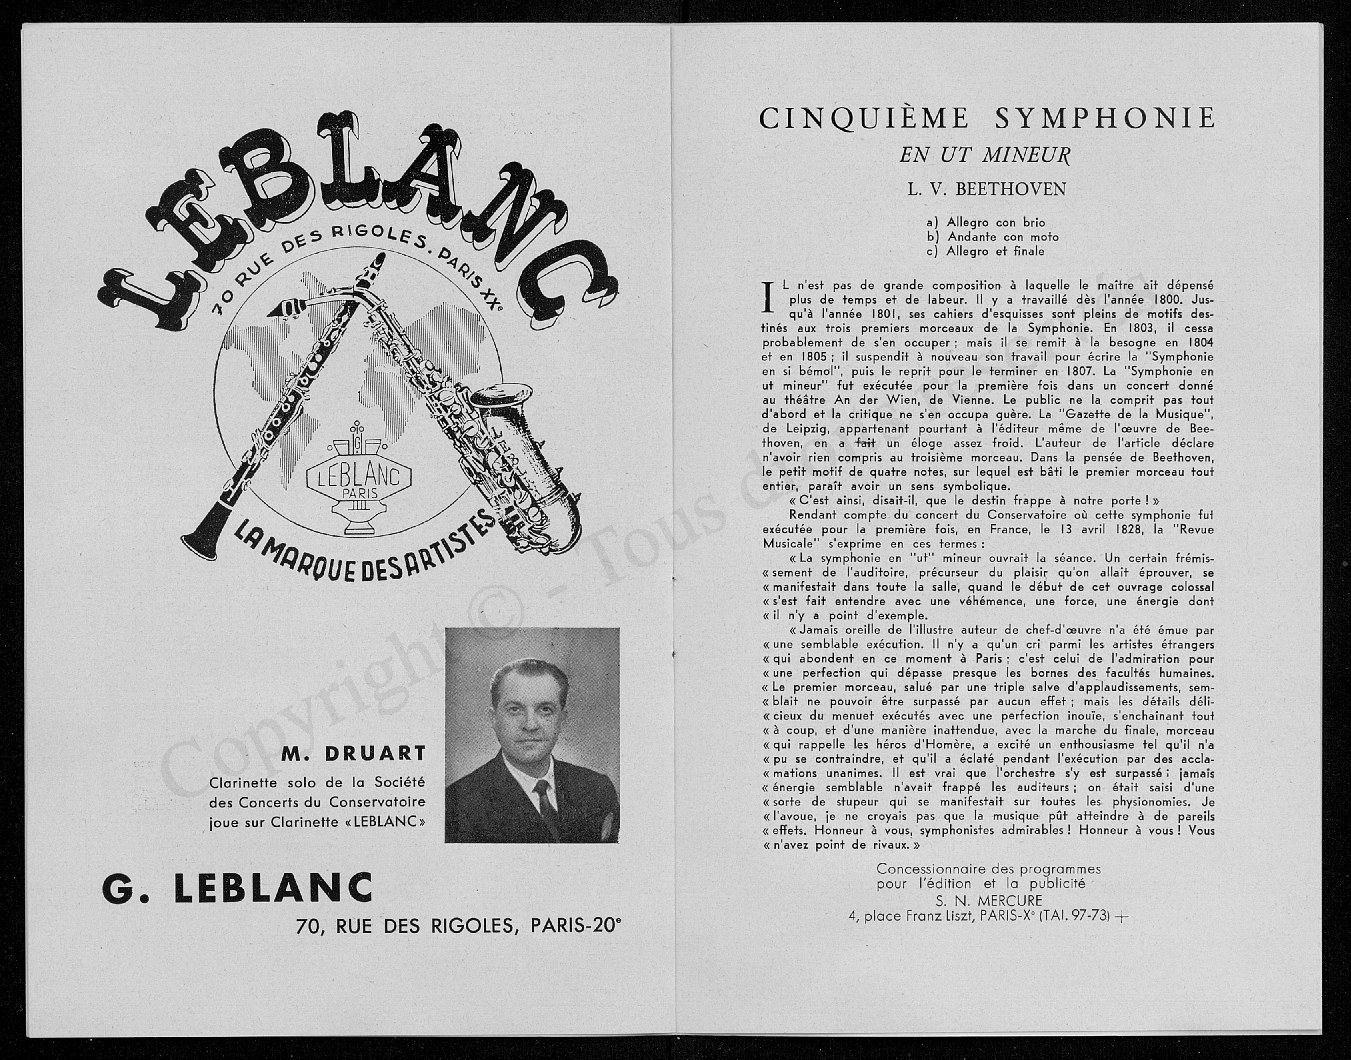 LEBLANC
70 RUE DES RIGOLES. PARIS XXe
LEBLANC
PARIS
LA MARQUE DES ARTISTES
M. DRUART
Clarinette solo de la Société
des Concerts du Conservatoire
joue sur Clarinette «LEBLANC»
G. LEBLANC
70, RUE DES RIGOLES, PARIS-20e
CINQUIÈME SYMPHONIE
EN UT MINEUR
L. V. BEETHOVEN
a) Allegro con brio
b) Andante con moto
c) Allegro et finale
IL n'est pas de grande composition à laquelle le maître ait dépensé
plus de temps et de labeur. Il y a travaillé dès l'année 1800. Jus-
qu'à l'année 1801, ses cahiers d'esquisses sont pleins de motifs des-
tinés aux trois premiers morceaux de la Symphonie. En 1803, il cessa
probablement de s'en occuper ; mais il se remit à la besogne en 1804
et en 1805 ; il suspendit à nouveau son travail pour écrire la "Symphonie
en si bémol", puis le reprit pour le terminer en 1807. La "Symphonie en
ut mineur" fut exécutée pour la première fois dans un concert donné
au théâtre An der Wien, de Vienne. Le public ne la comprit pas tout
d'abord et la critique ne s'en occupa guère. La "Gazette de la Musique",
de Leipzig, appartenant pourtant à l'éditeur même de l'œuvre de Bee-
thoven, en a fait un éloge assez froid. L'auteur de l'article déclare
n'avoir rien compris au troisième morceau. Dans la pensée de Beethoven,
le petit motif de quatre notes, sur lequel est bâti le premier morceau tout
entier, paraît avoir un sens symbolique.
« C'est ainsi, disait-il, que le destin frappe à notre porte ! »
Rendant compte du concert du Conservatoire où cette symphonie fut
exécutée pour la première fois, en France, le 13 avril 1828, la "Revue
Musicale" s'exprime en ces termes :
« La symphonie en "ut" mineur ouvrait la séance. Un certain frémis-
« sement de l'auditoire, précurseur du plaisir qu'on allait éprouver, se
« manifestait dans toute la salle, quand le début de cet ouvrage colossal
« s'est fait entendre avec une véhémence, une force, une énergie dont
« il n'y a point d'exemple.
« Jamais oreille de l'illustre auteur de chef-d'œuvre n'a été émue par
« une semblable exécution. Il n'y a qu'un cri parmi les artistes étrangers
« qui abondent en ce moment à Paris ; c'est celui de l'admiration pour
« une perfection qui dépasse presque les bornes des facultés humaines.
« Le premier morceau, salué par une triple salve d'applaudissements, sem-
« blait ne pouvoir être surpassé par aucun effet ; mais les détails déli-
« cieux du menuet exécutés avec une perfection inouïe, s'enchainant tout
« à coup, et d'une manière inattendue, avec la marche du finale, morceau
« qui rappelle les héros d'Homère, a excité un enthousiasme tel qu'il n'a
« pu se contraindre, et qu'il a éclaté pendant l'exécution par des accla-
« mations unanimes. Il est vrai que l'orchestre s'y est surpassé ; jamais
« énergie semblable n'avait frappé les auditeurs ; on était saisi d'une
« sorte de stupeur qui se manifestait sur toutes les physionomies. Je
« l'avoue, je ne croyais pas que la musique pût atteindre à de pareils
« effets. Honneur à vous, symphonistes admirables ! Honneur à vous ! Vous
« n'avez point de rivaux. »
Concessionnaire des programmes
pour l'édition et la publicité
S. N. MERCURE
4, place Franz Liszt, PARIS-Xe (TAI. 97-73)
Copyright © - Tous d